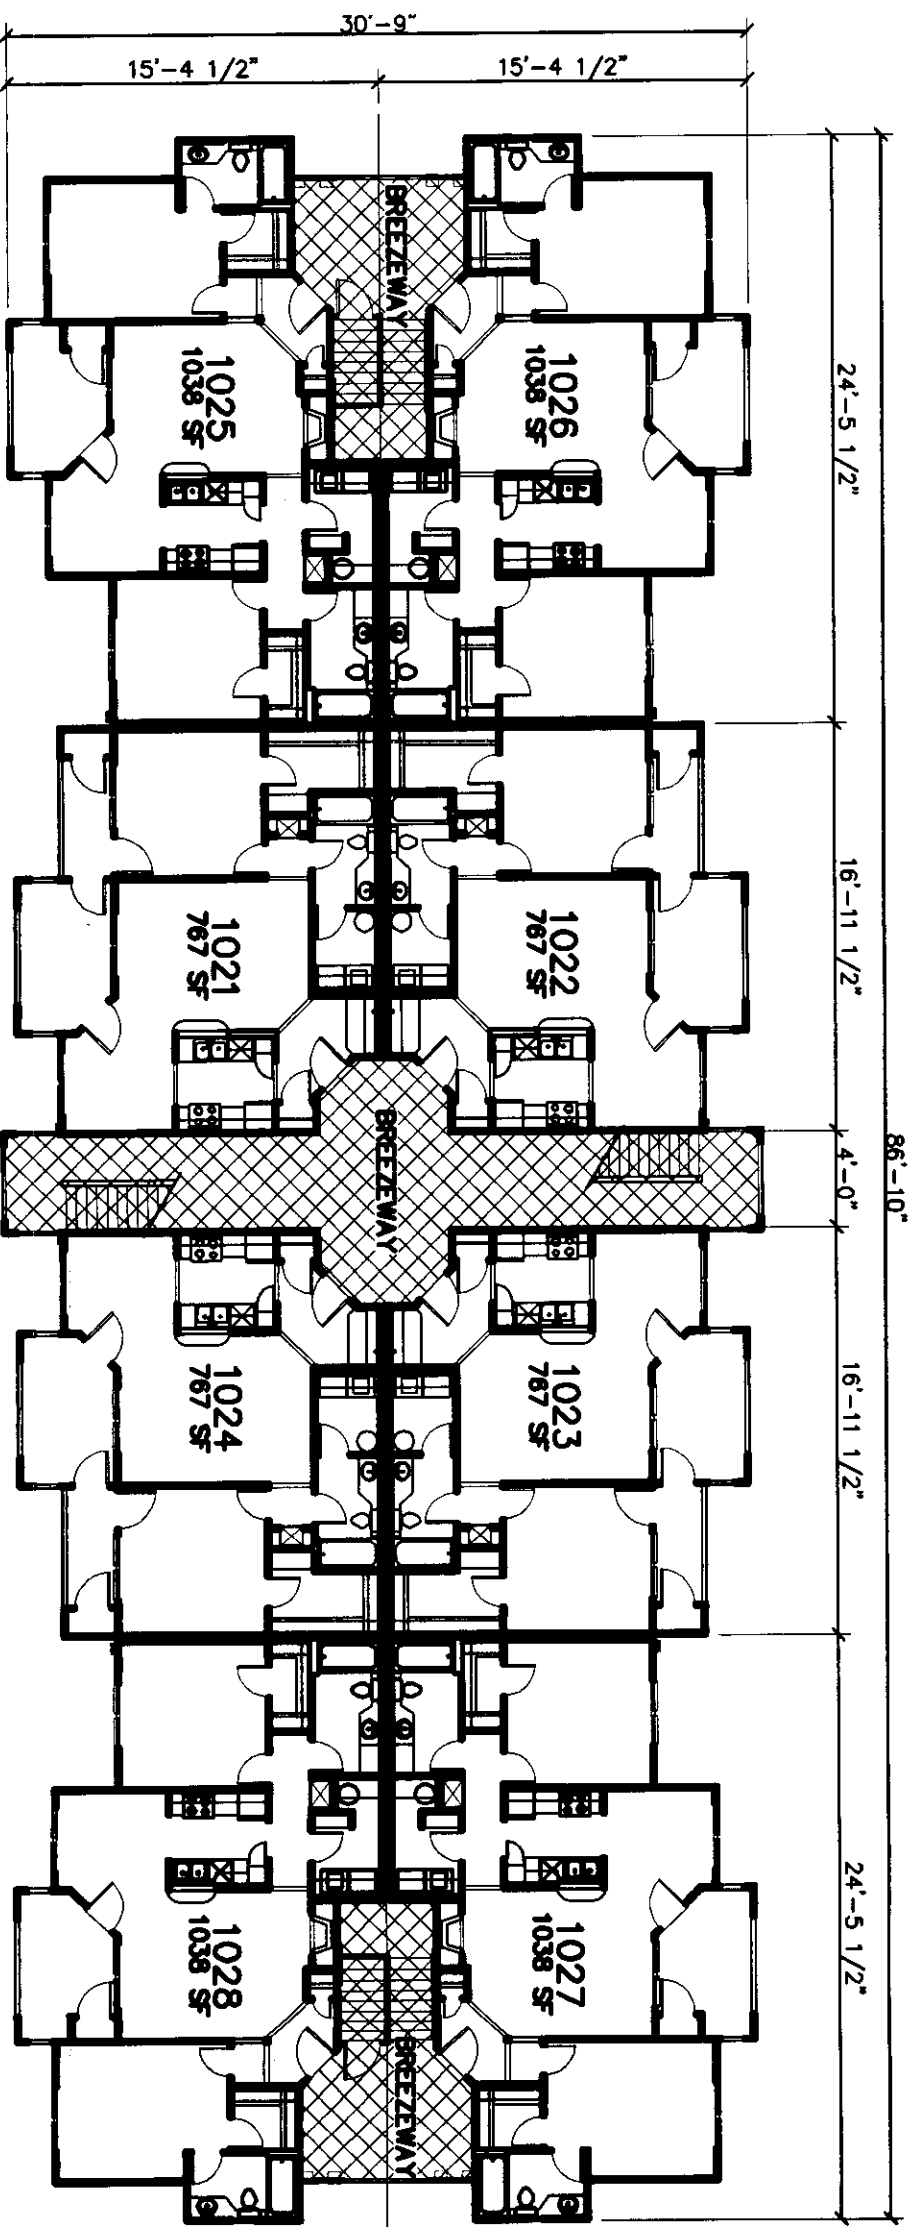 30'-9"
15'-4 1/2"
15'-4 1/2"
BREEZEWAY
1025
1038 SF
1026
1038 SF
24'-5 1/2"
1021
767 SF
1022
767 SF
16'-11 1/2"
BREEZEWAY
4'-0"
86'-10"
1024
767 SF
1023
767 SF
16'-11 1/2"
1028
1038 SF
1027
1038 SF
24'-5 1/2"
BREEZEWAY